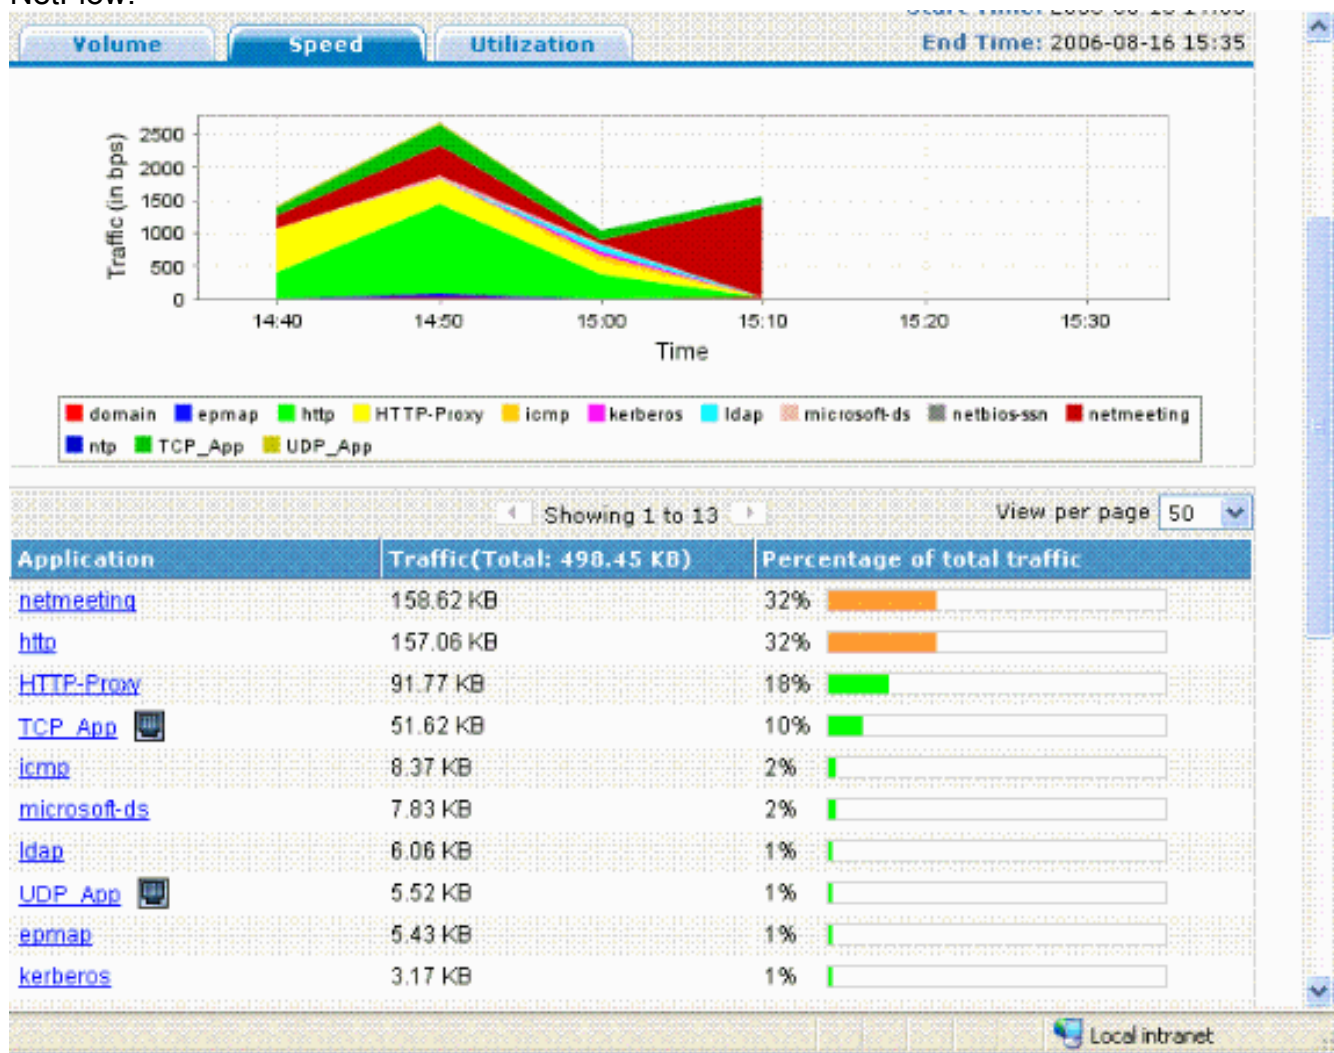 Volume Speed Utilization
End Time: 2006-08-16 15:35
2500
2000
1500
1000
500
0
Traffic (in bps)
14:40 14:50 15:00 15:10 15:20 15:30
Time
domain epmap http HTTP-Proxy icmp kerberos ldap microsoft-ds netbios-ssn netmeeting
ntp TCP_App UDP_App
Showing 1 to 13 View per page 50
Application Traffic(Total: 498.45 KB) Percentage of total traffic
netmeeting 158.62 KB 32%
http 157.06 KB 32%
HTTP-Proxy 91.77 KB 18%
TCP_App 51.62 KB 10%
icmp 8.37 KB 2%
microsoft-ds 7.83 KB 2%
ldap 6.06 KB 1%
UDP_App 5.52 KB 1%
epmap 5.43 KB 1%
kerberos 3.17 KB 1%
Local intranet